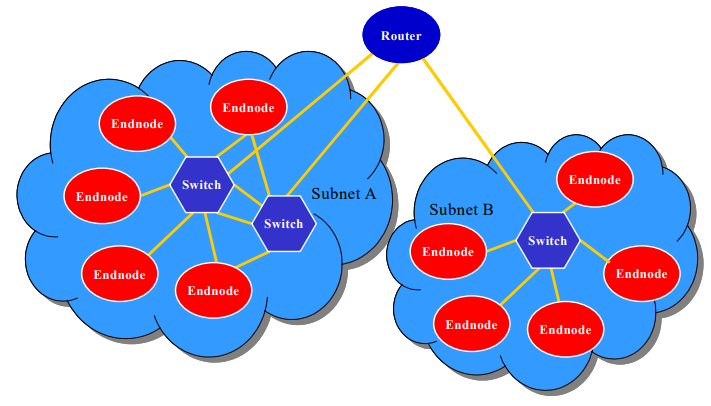 Router
Endnode
Endnode
Endnode
Switch
Switch
Subnet A
Endnode
Endnode
Endnode
Subnet B
Switch
Endnode
Endnode
Endnode
Endnode